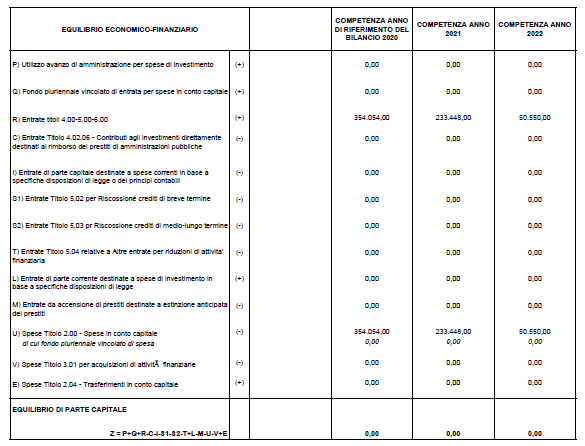 EQUILIBRIO ECONOMICO-FINANZIARIO
COMPETENZA ANNO
DI RIFERIMENTO DEL
BILANCIO 2020
COMPETENZA ANNO
2021
COMPETENZA ANNO
2022
P) Utilizzo avanzo di amministrazione per spese di investimento (+) 0,00 0,00 0,00
Q) Fondo pluriennale vincolato di entrata per spese in conto capitale (+) 0,00 0,00 0,00
R) Entrate titoli 4.00-5.00-6.00 (+) 354.054,00 233.448,00 50.550,00
C) Entrate Titolo 4.02.06 - Contributi agli investimenti direttamente (-) 0,00 0,00 0,00
destinati al rimborso dei prestiti di amministrazioni pubbliche
I) Entrate di parte capitale destinate a spese correnti in base a (-) 0,00 0,00 0,00
specifiche disposizioni di legge o dei principi contabili
S1) Entrate Titolo 5.02 per Riscossione crediti di breve termine (-) 0,00 0,00 0,00
S2) Entrate Titolo 5.03 pr Riscossione crediti di medio-lungo termine (-) 0,00 0,00 0,00
T) Entrate Titolo 5.04 relative a Altre entrate per riduzioni di attivita' (-) 0,00 0,00 0,00
finanziaria
L) Entrate di parte corrente destinate a spese di investimento in (+) 0,00 0,00 0,00
base a specifiche disposizioni di legge
M) Entrate da accensione di prestiti destinate a estinzione anticipata (-) 0,00 0,00 0,00
dei prestiti
U) Spese Titolo 2.00 - Spese in conto capitale (-) 354.054,00 233.448,00 50.550,00
di cui fondo pluriennale vincolato di spesa 0,00 0,00 0,00
V) Spese Titolo 3.01 per acquisizioni di attivitÃ finanziarie (-) 0,00 0,00 0,00
E) Spese Titolo 2.04 - Trasferimenti in conto capitale (+) 0,00 0,00 0,00
EQUILIBRIO DI PARTE CAPITALE
Z = P+Q+R-C-I-S1-S2-T+L-M-U-V+E 0,00 0,00 0,00